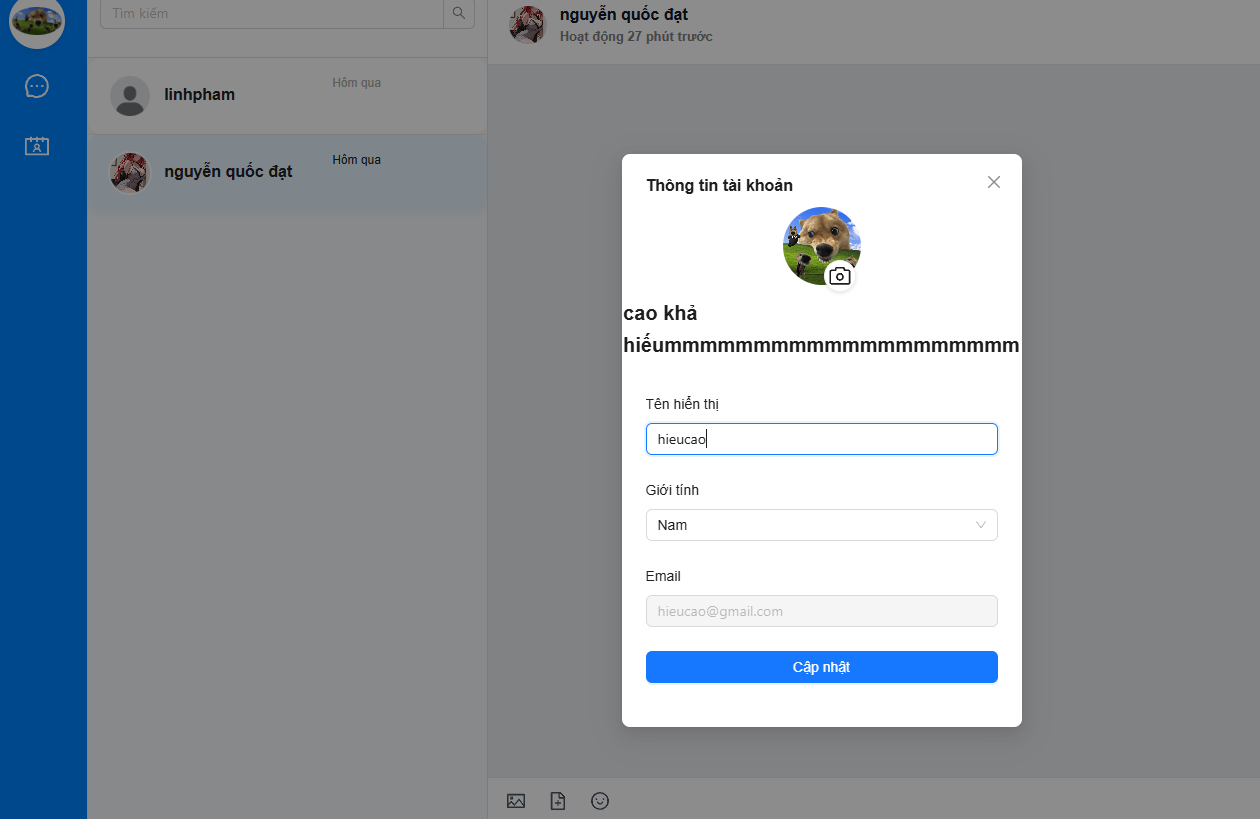 Tìm kiếm
nguyễn quốc đạt
Hoạt động 27 phút trước
linhpham
Hôm qua
nguyễn quốc đạt
Hôm qua
Thông tin tài khoản
cao khả
hiếummmmmmmmmmmmmmmmmmmm
Tên hiển thị
hieucao
Giới tính
Nam
Email
hieucao@gmail.com
Cập nhật